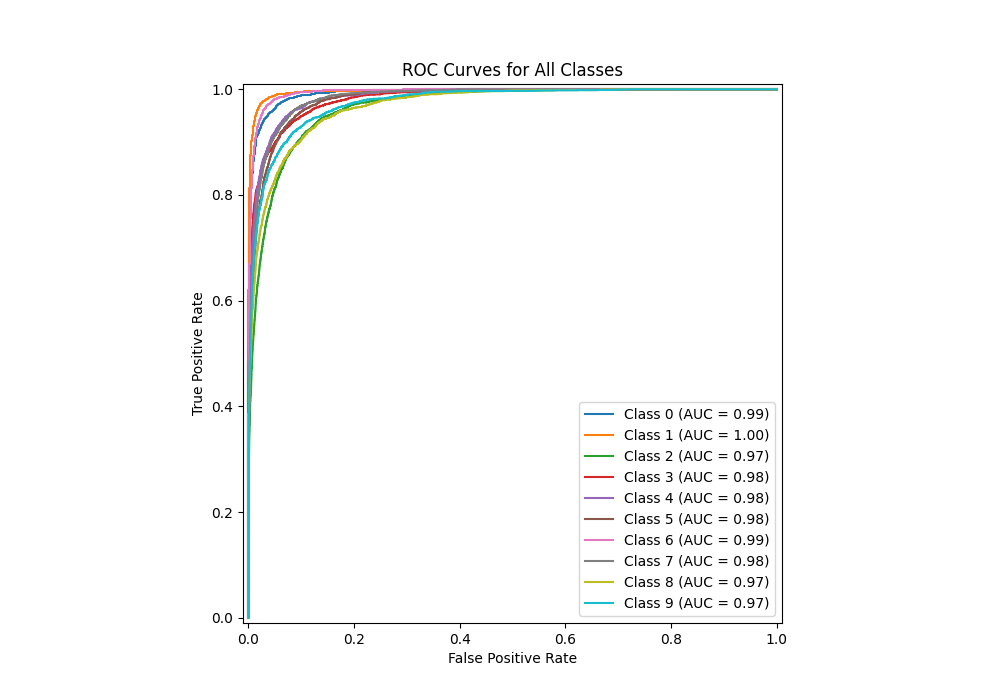 ROC Curves for All Classes
True Positive Rate
1.0
0.8
0.6
0.4
0.2
0.0
Class 0 (AUC = 0.99)
Class 1 (AUC = 1.00)
Class 2 (AUC = 0.97)
Class 3 (AUC = 0.98)
Class 4 (AUC = 0.98)
Class 5 (AUC = 0.98)
Class 6 (AUC = 0.99)
Class 7 (AUC = 0.98)
Class 8 (AUC = 0.97)
Class 9 (AUC = 0.97)
0.0 0.2 0.4 0.6 0.8 1.0
False Positive Rate